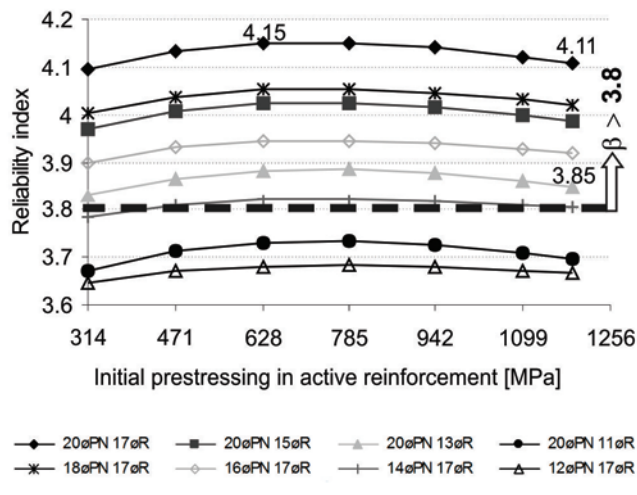 4.2
4.15
4.11
4.1
4
3.9
3.85
3.8
3.7
3.6
Reliability index
β > 3.8
314 471 628 785 942 1099 1256
Initial prestressing in active reinforcement [MPa]
20øPN 17øR 20øPN 15øR 20øPN 13øR 20øPN 11øR
18øPN 17øR 16øPN 17øR 14øPN 17øR 12øPN 17øR